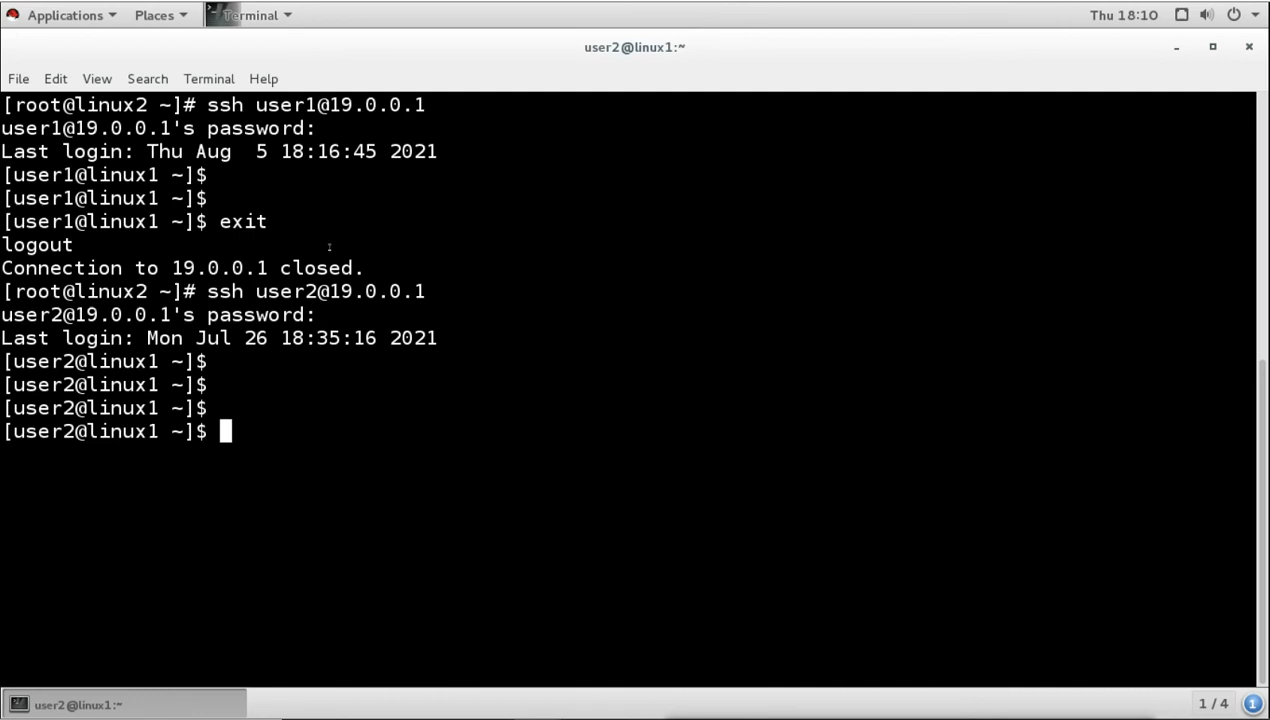 Applications Places Terminal Thu 18:10
user2@linux1:~
File Edit View Search Terminal Help
[root@linux2 ~]# ssh user1@19.0.0.1
user1@19.0.0.1's password:
Last login: Thu Aug  5 18:16:45 2021
[user1@linux1 ~]$
[user1@linux1 ~]$
[user1@linux1 ~]$ exit
logout
Connection to 19.0.0.1 closed.
[root@linux2 ~]# ssh user2@19.0.0.1
user2@19.0.0.1's password:
Last login: Mon Jul 26 18:35:16 2021
[user2@linux1 ~]$
[user2@linux1 ~]$
[user2@linux1 ~]$
[user2@linux1 ~]$
user2@linux1:~ 1 / 4 1